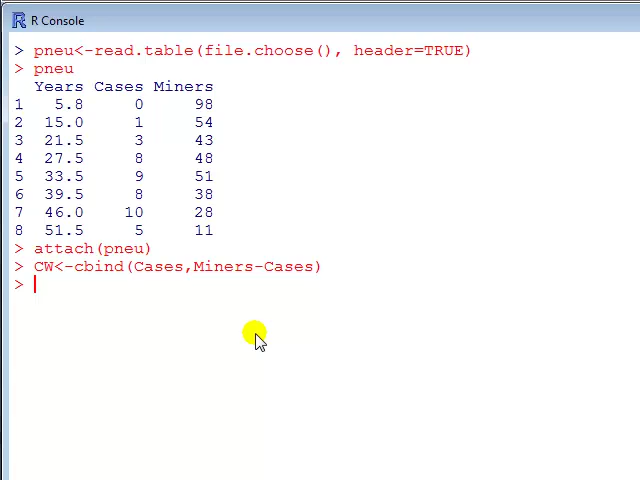 R R Console
> pneu<-read.table(file.choose(), header=TRUE)
> pneu
Years Cases Miners
1 5.8 0 98
2 15.0 1 54
3 21.5 3 43
4 27.5 8 48
5 33.5 9 51
6 39.5 8 38
7 46.0 10 28
8 51.5 5 11
> attach(pneu)
> CW<-cbind(Cases,Miners-Cases)
>